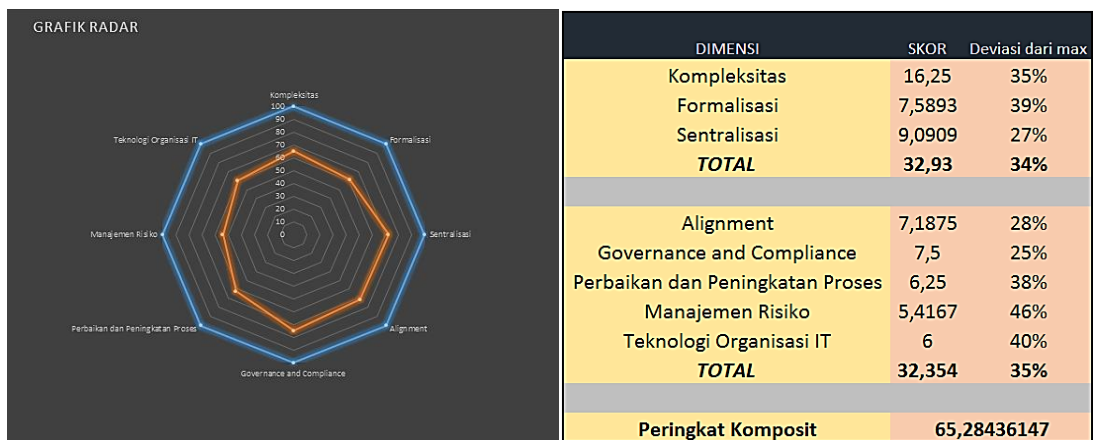 GRAFIK RADAR
Kompleksitas
100
90
80
70
60
50
40
30
20
10
0
Formalisasi
Sentralisasi
Alignment
Governance and Compliance
Perbaikan dan Peningkatan Proses
Manajemen Risiko
Teknologi Organisasi IT
DIMENSI SKOR Deviasi dari max
Kompleksitas 16,25 35%
Formalisasi 7,5893 39%
Sentralisasi 9,0909 27%
TOTAL 32,93 34%
Alignment 7,1875 28%
Governance and Compliance 7,5 25%
Perbaikan dan Peningkatan Proses 6,25 38%
Manajemen Risiko 5,4167 46%
Teknologi Organisasi IT 6 40%
TOTAL 32,354 35%
Peringkat Komposit 65,28436147